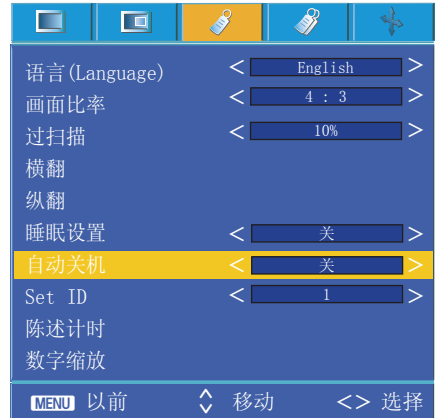 语言(Language) < English >
画面比率 < 4 : 3 >
过扫描 < 10% >
横翻
纵翻
睡眠设置 < 关 >
自动关机 < 关 >
Set ID < 1 >
陈述计时
数字缩放
MENU 以前 移动 <> 选择